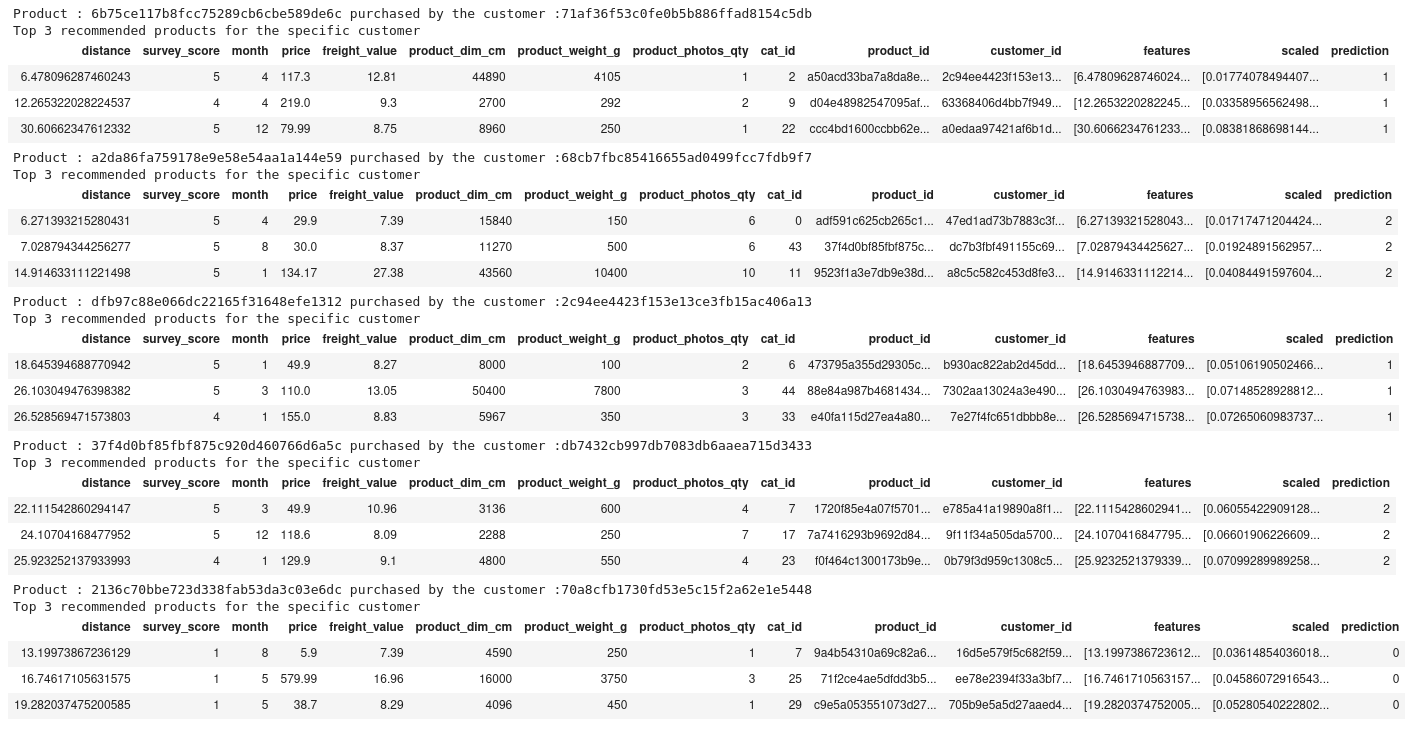 Product : 6b75ce117b8fcc75289cb6cbe589de6c purchased by the customer :71af36f53c0fe0b5b886ffad8154c5db
Top 3 recommended products for the specific customer
distance survey_score month price freight_value product_dim_cm product_weight_g product_photos_qty cat_id product_id customer_id features scaled prediction
6.478096287460243 5 4 117.3 12.81 44890 4105 1 2 a50acd33ba7a8da8e... 2c94ee4423f153e13... [6.47809628746024... [0.01774078494407... 1
12.265322028224537 4 4 219.0 9.3 2700 292 2 9 d04e48982547095af... 63368406d4bb7f949... [12.2653220282245... [0.03358956562498... 1
30.60662347612332 5 12 79.99 8.75 8960 250 1 22 ccc4bd1600ccbb62e... a0edaa97421af6b1d... [30.6066234761233... [0.08381868698144... 1
Product : a2da86fa759178e9e58e54aa1a144e59 purchased by the customer :68cb7fbc85416655ad0499fcc7fdb9f7
Top 3 recommended products for the specific customer
distance survey_score month price freight_value product_dim_cm product_weight_g product_photos_qty cat_id product_id customer_id features scaled prediction
6.271393215280431 5 4 29.9 7.39 15840 150 6 0 adf591c625cb265c1... 47ed1ad73b7883c3f... [6.27139321528043... [0.01717471204424... 2
7.028794344256277 5 8 30.0 8.37 11270 500 6 43 37f4d0bf85fbf875c... dc7b3fbf491155c69... [7.02879434425627... [0.01924891562957... 2
14.914633111221498 5 1 134.17 27.38 43560 10400 10 11 9523f1a3e7db9e38d... a8c5c582c453d8fe3... [14.9146331112214... [0.04084491597604... 2
Product : dfb97c88e066dc22165f31648efe1312 purchased by the customer :2c94ee4423f153e13ce3fb15ac406a13
Top 3 recommended products for the specific customer
distance survey_score month price freight_value product_dim_cm product_weight_g product_photos_qty cat_id product_id customer_id features scaled prediction
18.645394688770942 5 1 49.9 8.27 8000 100 2 6 473795a355d29305c... b930ac822ab2d45dd... [18.6453946887709... [0.05106190502466... 1
26.103049476398382 5 3 110.0 13.05 50400 7800 3 44 88e84a987b4681434... 7302aa13024a3e490... [26.1030494763983... [0.07148528928812... 1
26.528569471573803 4 1 155.0 8.83 5967 350 3 33 e40fa115d27ea4a80... 7e27f4fc651dbbb8e... [26.5285694715738... [0.07265060983737... 1
Product : 37f4d0bf85fbf875c920d460766d6a5c purchased by the customer :db7432cb997db7083db6aaea715d3433
Top 3 recommended products for the specific customer
distance survey_score month price freight_value product_dim_cm product_weight_g product_photos_qty cat_id product_id customer_id features scaled prediction
22.111542860294147 5 3 49.9 10.96 3136 600 4 7 1720f85e4a07f5701... e785a41a19890a8f1... [22.1115428602941... [0.06055422909128... 2
24.10704168477952 5 12 118.6 8.09 2288 250 7 17 7a7416293b9692d84... 9f11f34a505da5700... [24.1070416847795... [0.06601906226609... 2
25.923252137933993 4 1 129.9 9.1 4800 550 4 23 f0f464c1300173b9e... 0b79f3d959c1308c5... [25.9232521379339... [0.07099289989258... 2
Product : 2136c70bbe723d338fab53da3c03e6dc purchased by the customer :70a8cfb1730fd53e5c15f2a62e1e5448
Top 3 recommended products for the specific customer
distance survey_score month price freight_value product_dim_cm product_weight_g product_photos_qty cat_id product_id customer_id features scaled prediction
13.19973867236129 1 8 5.9 7.39 4590 250 1 7 9a4b54310a69c82a6... 16d5e579f5c682f59... [13.1997386723612... [0.03614854036018... 0
16.74617105631575 1 5 579.99 16.96 16000 3750 3 25 71f2ce4ae5dfdd3b5... ee78e2394f33a3bf7... [16.7461710563157... [0.04586072916543... 0
19.282037475200585 1 5 38.7 8.29 4096 450 1 29 c9e5a053551073d27... 705b9e5a5d27aaed4... [19.2820374752005... [0.05280540222802... 0